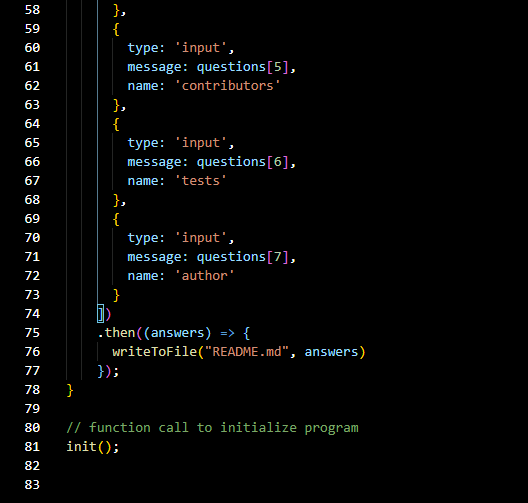 58 },
59 {
60 type: 'input',
61 message: questions[5],
62 name: 'contributors'
63 },
64 {
65 type: 'input',
66 message: questions[6],
67 name: 'tests'
68 },
69 {
70 type: 'input',
71 message: questions[7],
72 name: 'author'
73 }
74 ])
75 .then((answers) => {
76 writeToFile("README.md", answers)
77 });
78 }
79
80 // function call to initialize program
81 init();
82
83